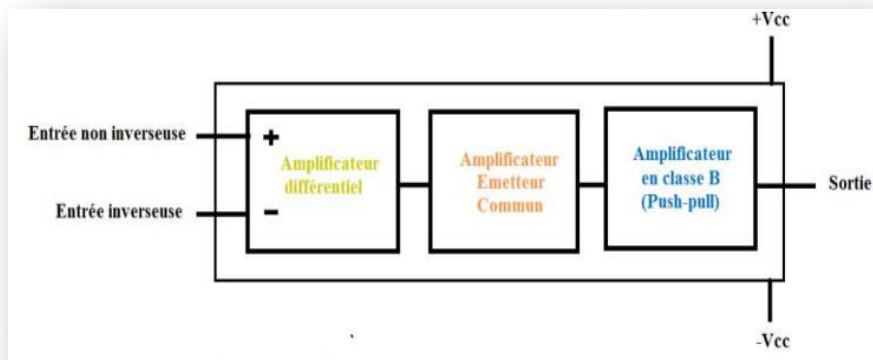 +Vcc
Entrée non inverseuse
+
Amplificateur
différentiel
Amplificateur
Emetteur
Commun
Amplificateur
en classe B
(Push-pull)
Sortie
Entrée inverseuse
-
-Vcc